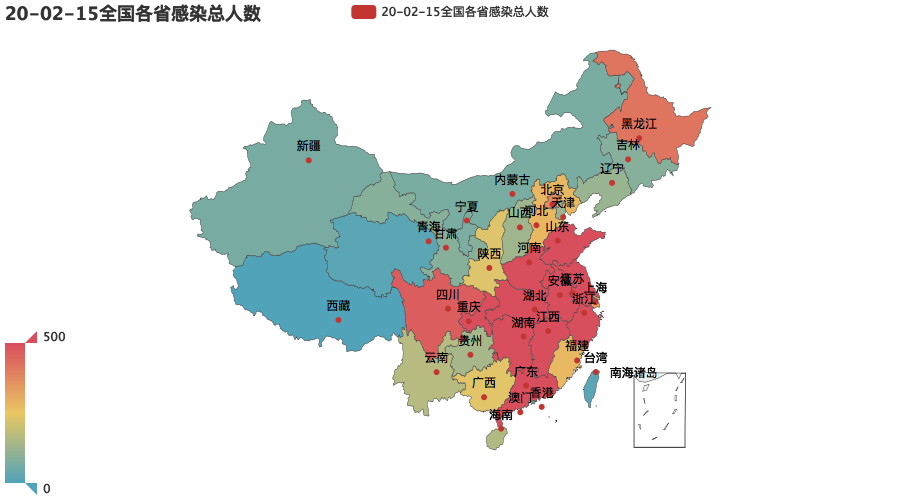 20-02-15全国各省感染总人数
20-02-15全国各省感染总人数
黑龙江
新疆
吉林
辽宁
内蒙古
北京
宁夏
天津
山西
河北
青海
甘肃
山东
河南
陕西
安徽
江苏
上海
四川
湖北
浙江
西藏
重庆
湖南
江西
贵州
福建
云南
台湾
广东
南海诸岛
广西
香港
澳门
海南
500
0